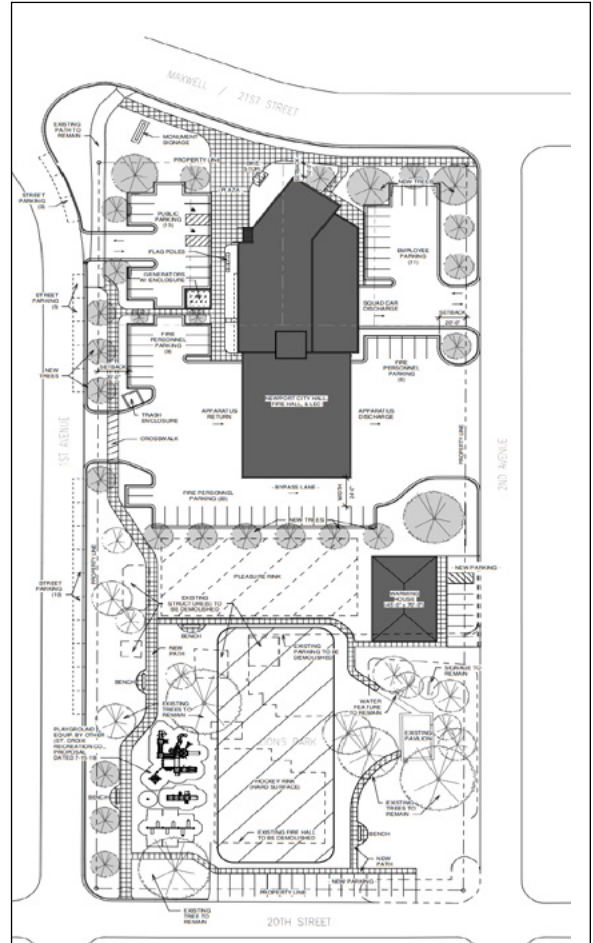 MAXWELL / 21ST STREET
EXISTING
PATH TO
REMAIN
MONUMENT
SIGNAGE
PROPERTY LINE
NEW TREES
STREET
PARKING
PUBLIC
PARKING
PLAZA
FLAG POLES
EMPLOYEE
PARKING
(11)
GENERATORS
W/ ENCLOSURE
SQUAD CAR
DISCHARGE
SETBACK
STREET
PARKING
FIRE
PERSONNEL
PARKING
NEW
TREES
SETBACK
FIRE
PERSONNEL
PARKING
NEWPORT CITY HALL
FIRE HALL, & LEC
TRASH
ENCLOSURE
APPARATUS
RETURN
APPARATUS
DISCHARGE
CROSSWALK
1ST AVENUE
2ND AVENUE
PROPERTY LINE
- BYPASS LANE -
WIDTH
FIRE PERSONNEL
PARKING (20)
NEW TREES
PROPERTY LINE
STREET
PARKING
PLEASURE RINK
NEW PARKING
WARMING
HOUSE
EXISTING
STRUCTURE(S) TO
BE DEMOLISHED
BENCH
NEW
PATH
EXISTING
PARKING TO BE
DEMOLISHED
SIGNAGE TO
REMAIN
BENCH
EXISTING
TREES TO
REMAIN
WATER
FEATURE
TO REMAIN
EXISTING
PAVILION
PLAYGROUND
EQUIP. BY OTHER
(ST. CROIX
RECREATION CO.,
PROPOSAL
HOCKEY RINK
(HARD SURFACE)
EXISTING
TREES TO
REMAIN
BENCH
EXISTING FIRE HALL
TO BE DEMOLISHED
BENCH
NEW
PATH
NEW PARKING
PROPERTY LINE
EXISTING
TREE TO
REMAIN
20TH STREET